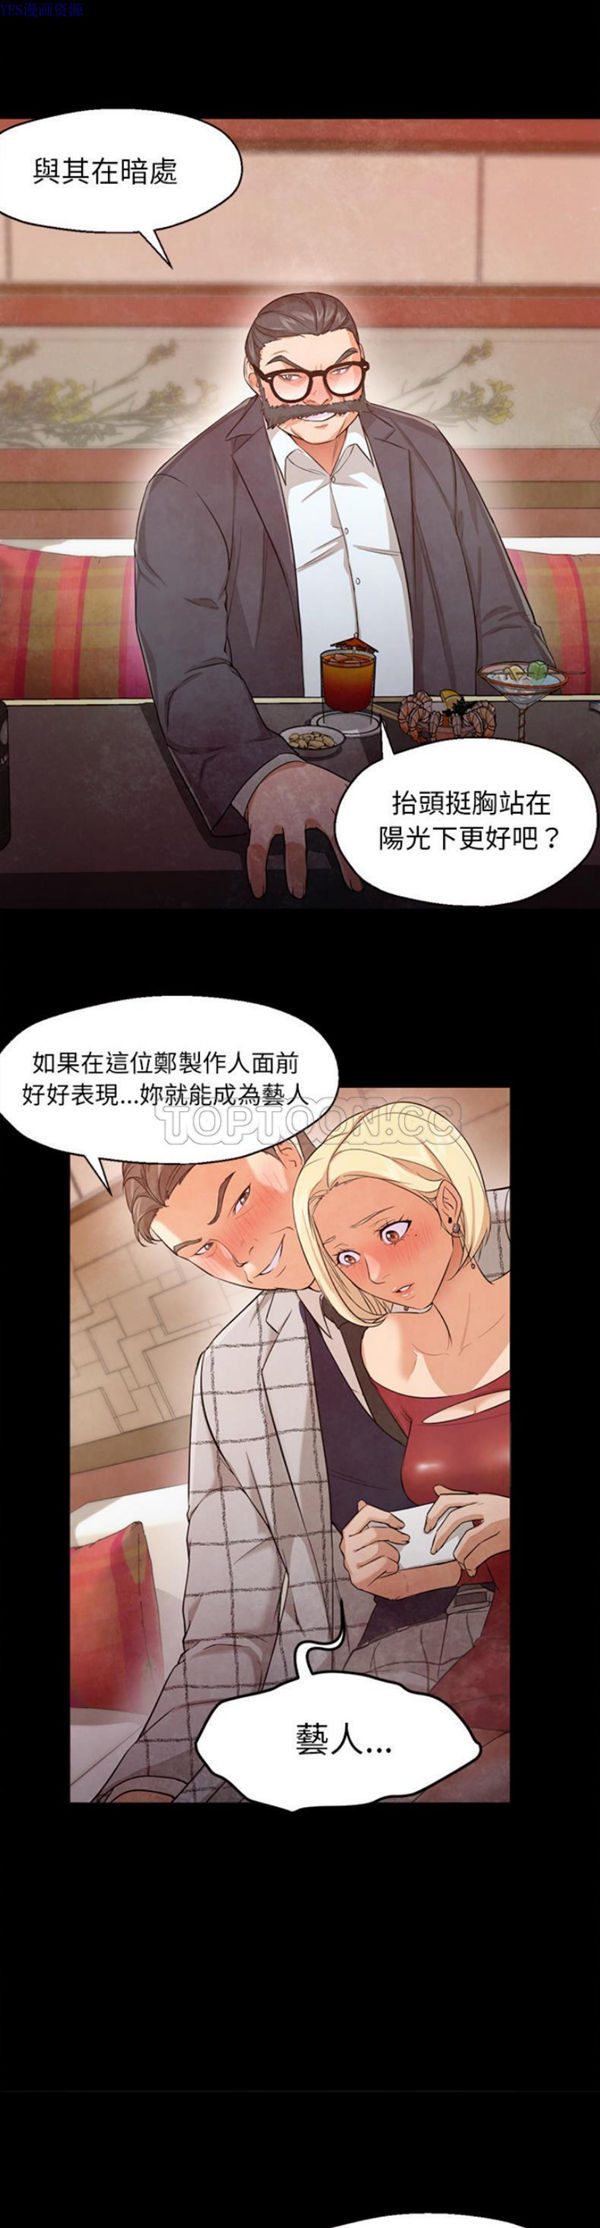 YES漫画资源
與其在暗處
抬頭挺胸站在
陽光下更好吧？
如果在這位鄭製作人面前
好好表現...妳就能成為藝人
TOPTOON.CC
藝人...